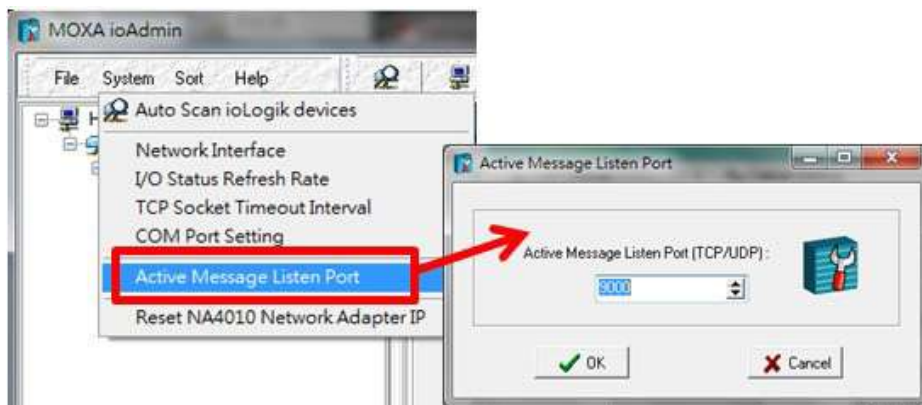 MOXA ioAdmin
File System Sort Help
Auto Scan ioLogik devices
Network Interface
I/O Status Refresh Rate
TCP Socket Timeout Interval
COM Port Setting
Active Message Listen Port
Reset NA4010 Network Adapter IP
Active Message Listen Port
Active Message Listen Port (TCP/UDP) :
9000
OK
Cancel